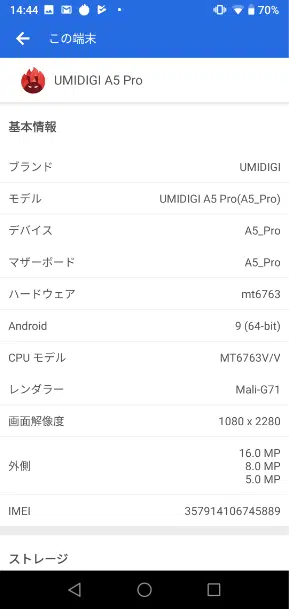 14:44 70%
この端末
UMIDIGI A5 Pro
基本情報
ブランド UMIDIGI
モデル UMIDIGI A5 Pro(A5_Pro)
デバイス A5_Pro
マザーボード A5_Pro
ハードウェア mt6763
Android 9 (64-bit)
CPU モデル MT6763V/V
レンダラー Mali-G71
画面解像度 1080 x 2280
外側 16.0 MP
8.0 MP
5.0 MP
IMEI 357914106745889
ストレージ